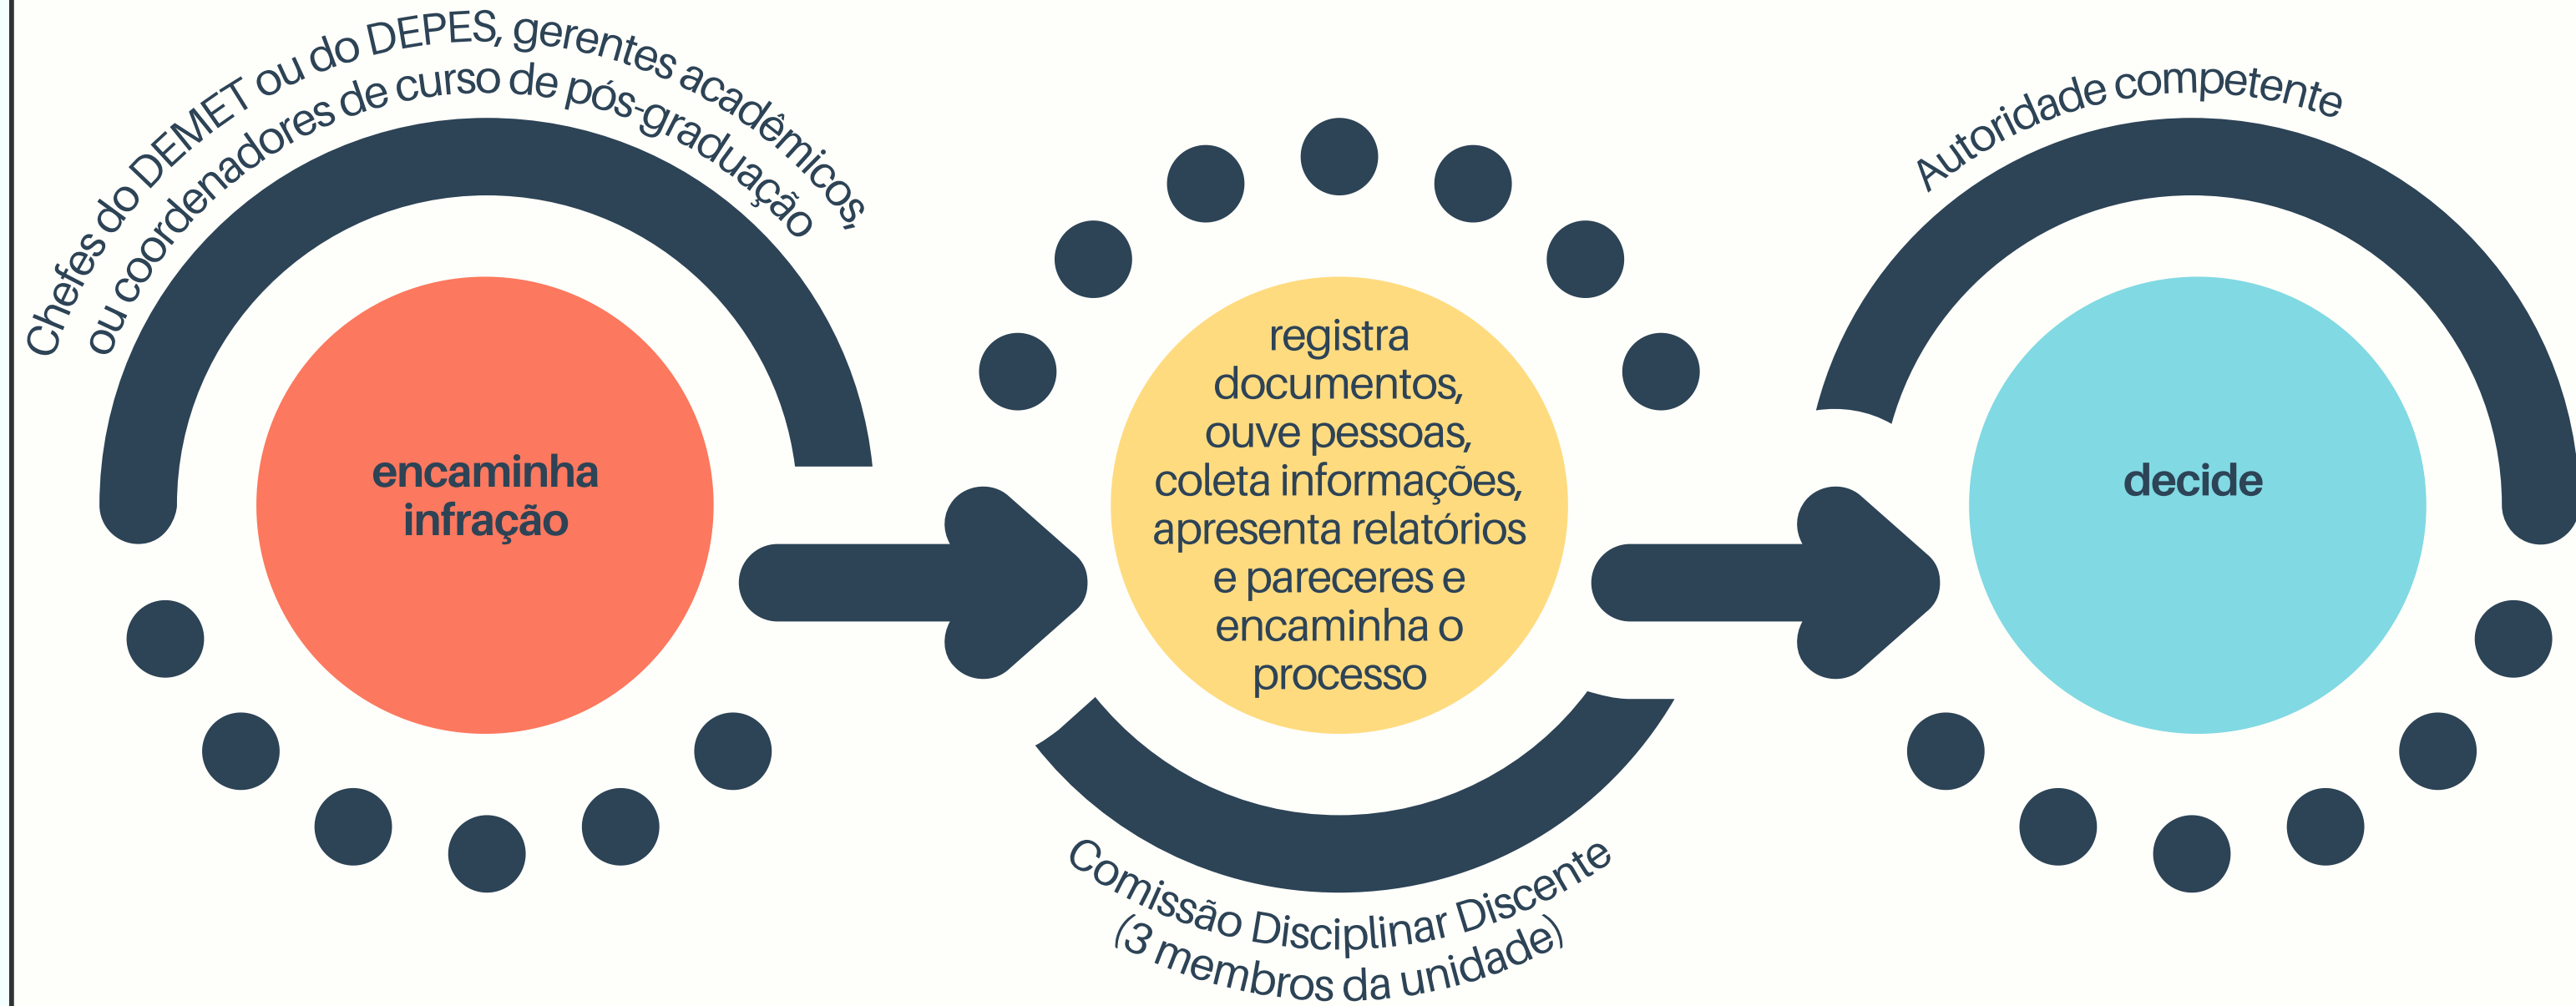 Chefes do DEMET ou do DEPES, gerentes acadêmicos,
ou coordenadores de curso de pós-graduação
encaminha
infração
registra
documentos,
ouve pessoas,
coleta informações,
apresenta relatórios
e pareceres e
encaminha o
processo
Comissão Disciplinar Discente
(3 membros da unidade)
Autoridade competente
decide